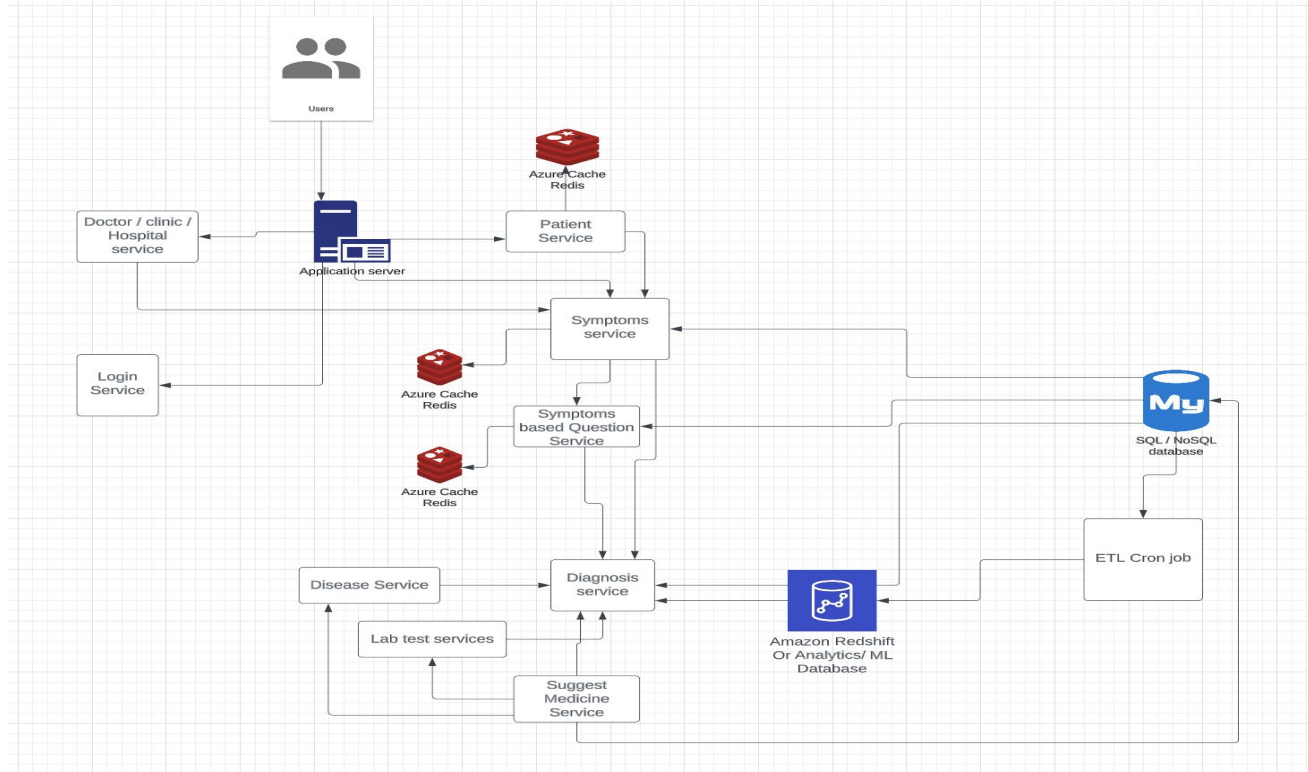 Users
Azure Cache
Redis
Doctor / clinic /
Hospital
service
Patient
Service
Application server
Symptoms
service
Login
Service
Azure Cache
Redis
My
SQL / NoSQL
database
Symptoms
based Question
Service
Azure Cache
Redis
ETL Cron job
Disease Service
Diagnosis
service
Lab test services
Amazon Redshift
Or Analytics/ ML
Database
Suggest
Medicine
Service